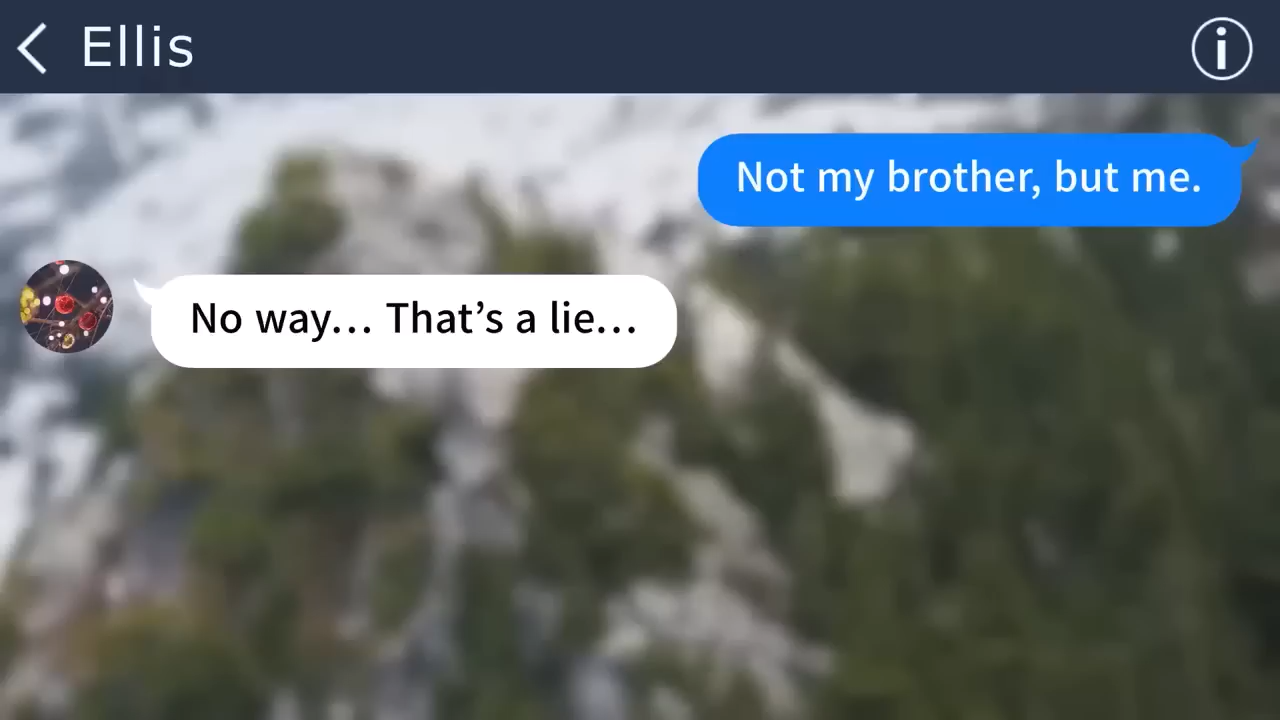 Ellis
Not my brother, but me.
No way... That’s a lie...